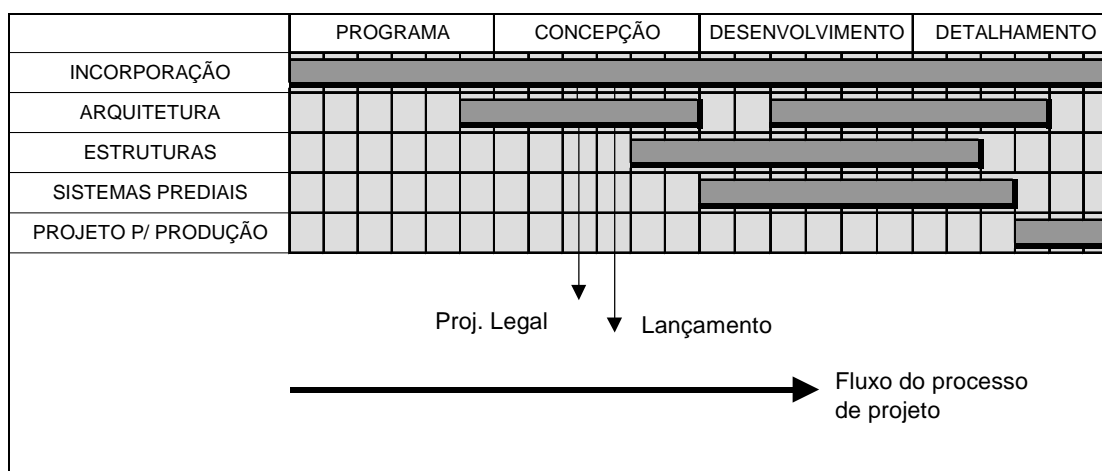 PROGRAMA CONCEPÇÃO DESENVOLVIMENTO DETALHAMENTO
INCORPORAÇÃO
ARQUITETURA
ESTRUTURAS
SISTEMAS PREDIAIS
PROJETO P/ PRODUÇÃO
Proj. Legal
Lançamento
Fluxo do processo
de projeto